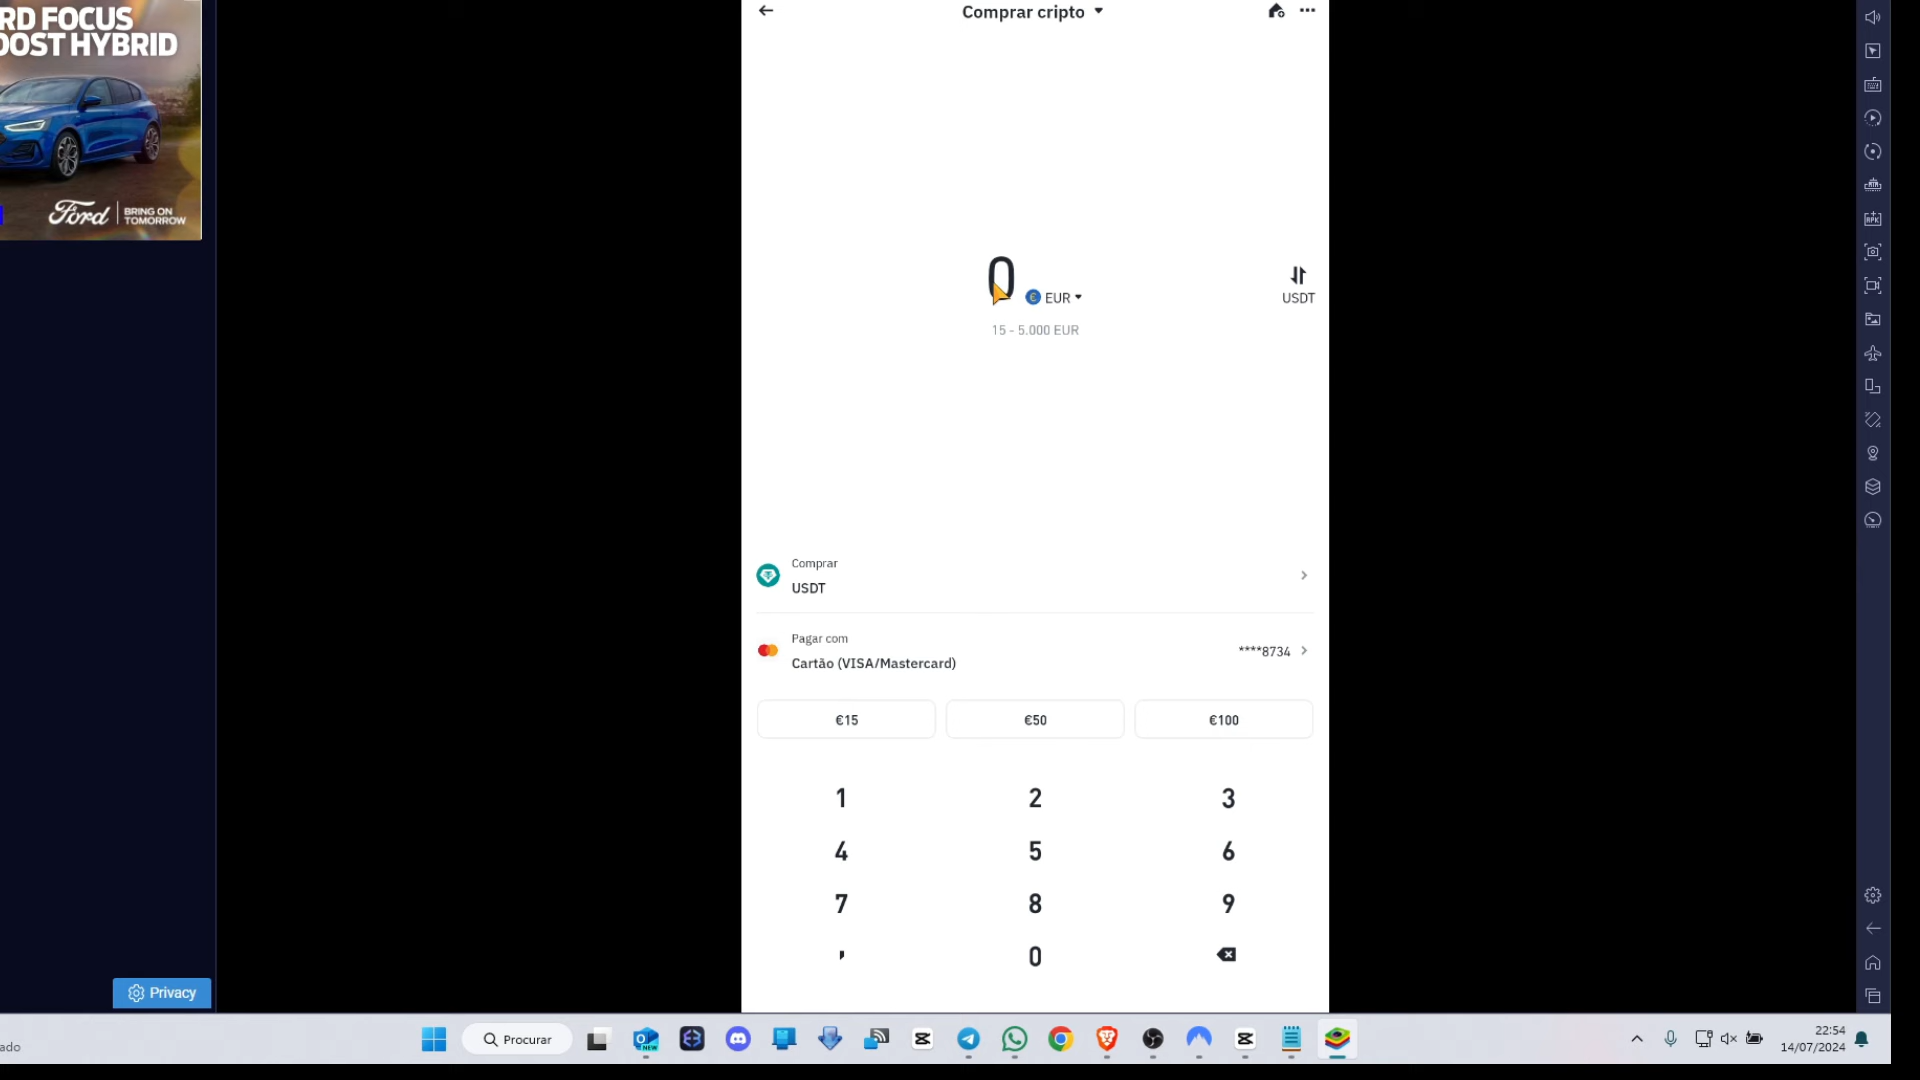 RD FOCUS
OOST HYBRID
Ford
BRING ON
TOMORROW
Comprar cripto
0
EUR
15 - 5.000 EUR
USDT
Comprar
USDT
Pagar com
Cartão (VISA/Mastercard)
****8734
€15
€50
€100
1
2
3
4
5
6
7
8
9
,
0
Privacy
ado
Procurar
NEW
22:54
14/07/2024